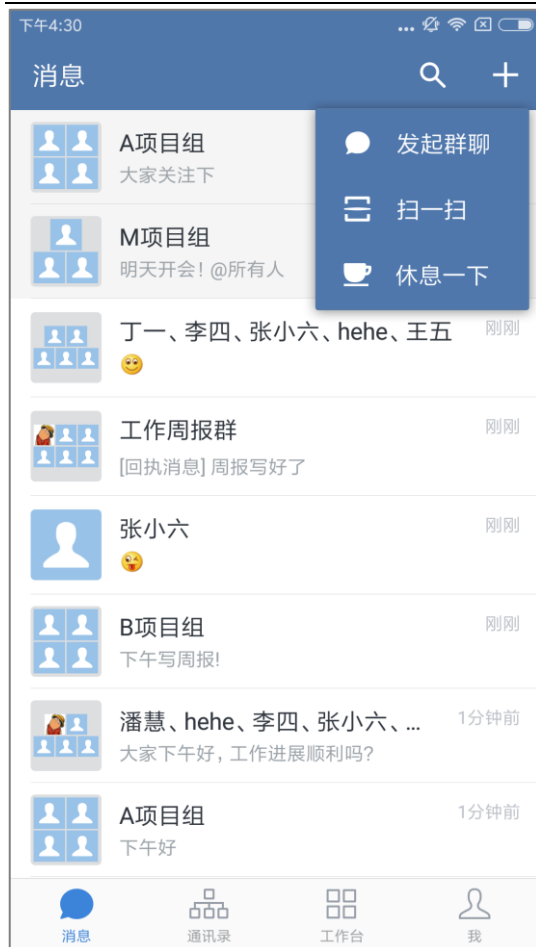 下午4:30
消息
发起群聊
扫一扫
休息一下
A项目组
大家关注下
M项目组
明天开会！@所有人
丁一、李四、张小六、hehe、王五 刚刚
工作周报群 刚刚
[回执消息] 周报写好了
张小六 刚刚
B项目组 刚刚
下午写周报!
潘慧、hehe、李四、张小六、... 1分钟前
大家下午好，工作进展顺利吗?
A项目组 1分钟前
下午好
消息 通讯录 工作台 我